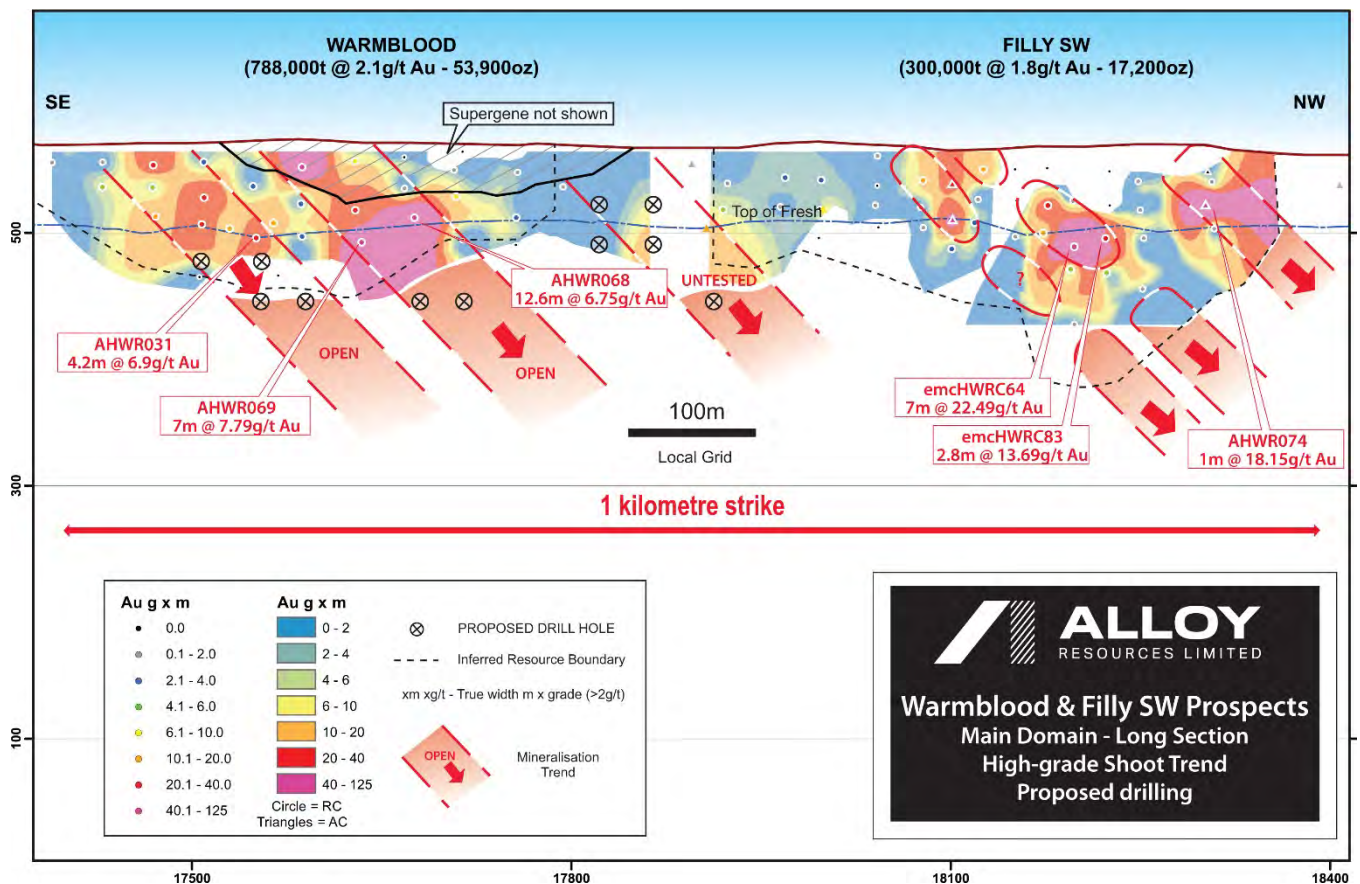 WARMBLOOD
(788,000t @ 2.1g/t Au - 53,900oz)
FILLY SW
(300,000t @ 1.8g/t Au - 17,200oz)
SE
NW
Supergene not shown
Top of Fresh
500
500
AHWR068
12.6m @ 6.75g/t Au
UNTESTED
?
AHWR031
4.2m @ 6.9g/t Au
OPEN
OPEN
AHWR069
7m @ 7.79g/t Au
emcHWRC64
7m @ 22.49g/t Au
emcHWRC83
2.8m @ 13.69g/t Au
AHWR074
1m @ 18.15g/t Au
100m
Local Grid
300
300
1 kilometre strike
Au g x m
0.0
0.1 - 2.0
2.1 - 4.0
4.1 - 6.0
6.1 - 10.0
10.1 - 20.0
20.1 - 40.0
40.1 - 125
Au g x m
0 - 2
2 - 4
4 - 6
6 - 10
10 - 20
20 - 40
40 - 125
Circle = RC
Triangles = AC
PROPOSED DRILL HOLE
Inferred Resource Boundary
xm xg/t - True width m x grade (>2g/t)
OPEN
Mineralisation
Trend
ALLOY
RESOURCES LIMITED
Warmblood & Filly SW Prospects
Main Domain - Long Section
High-grade Shoot Trend
Proposed drilling
100
100
17500
17800
18100
18400